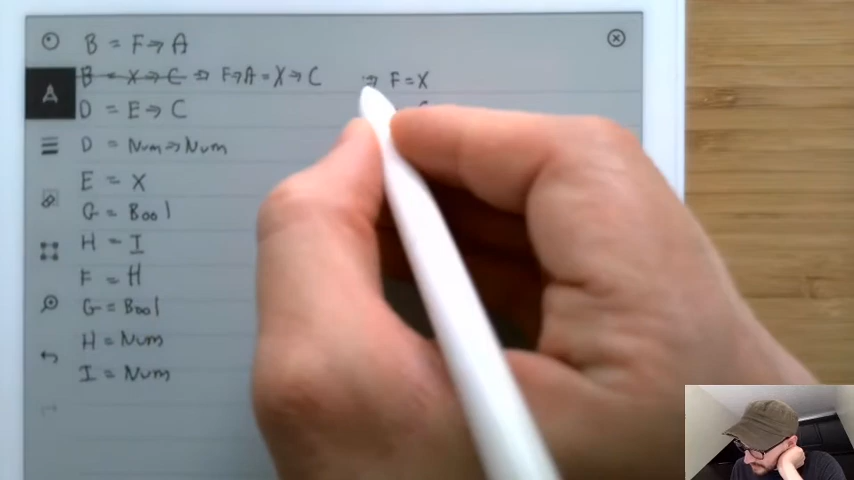 B = F → A
B = X → C ⇒ F → A = X → C ⇒ F = X
D = E → C
D = Num → Num
E = X
G = Bool
H = I
F = H
G = Bool
H = Num
I = Num